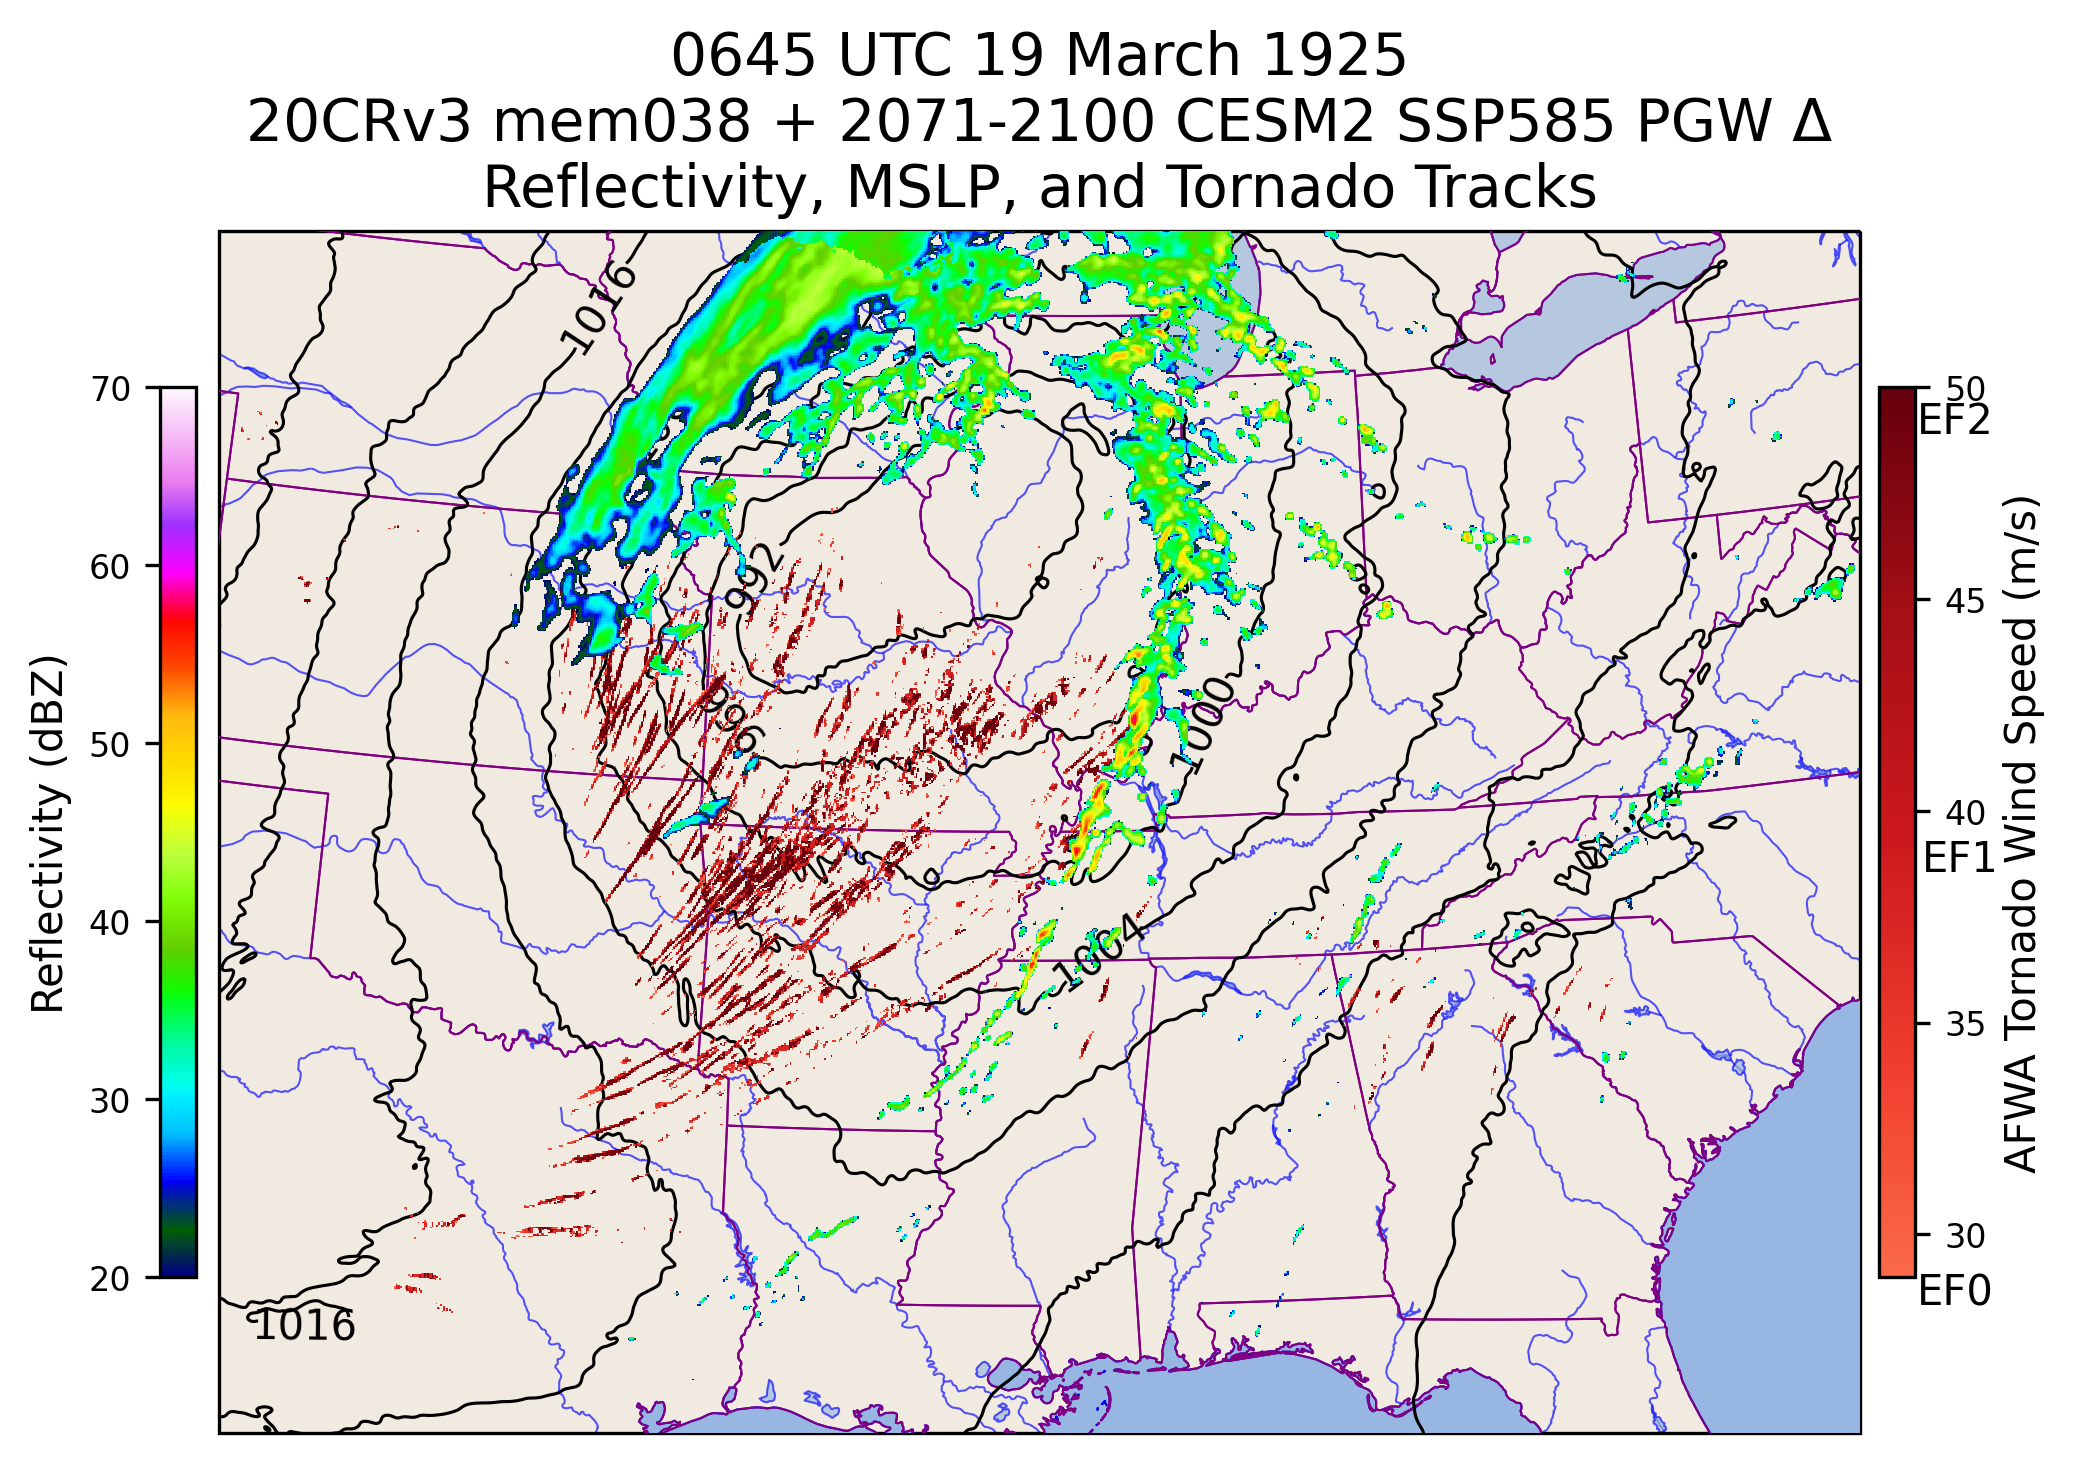 0645 UTC 19 March 1925
20CRv3 mem038 + 2071-2100 CESM2 SSP585 PGW Δ
Reflectivity, MSLP, and Tornado Tracks
Reflectivity (dBZ)
70
60
50
40
30
20
1016
992
996
1000
1004
1016
50
EF2
45
40
EF1
35
30
EF0
AFWA Tornado Wind Speed (m/s)